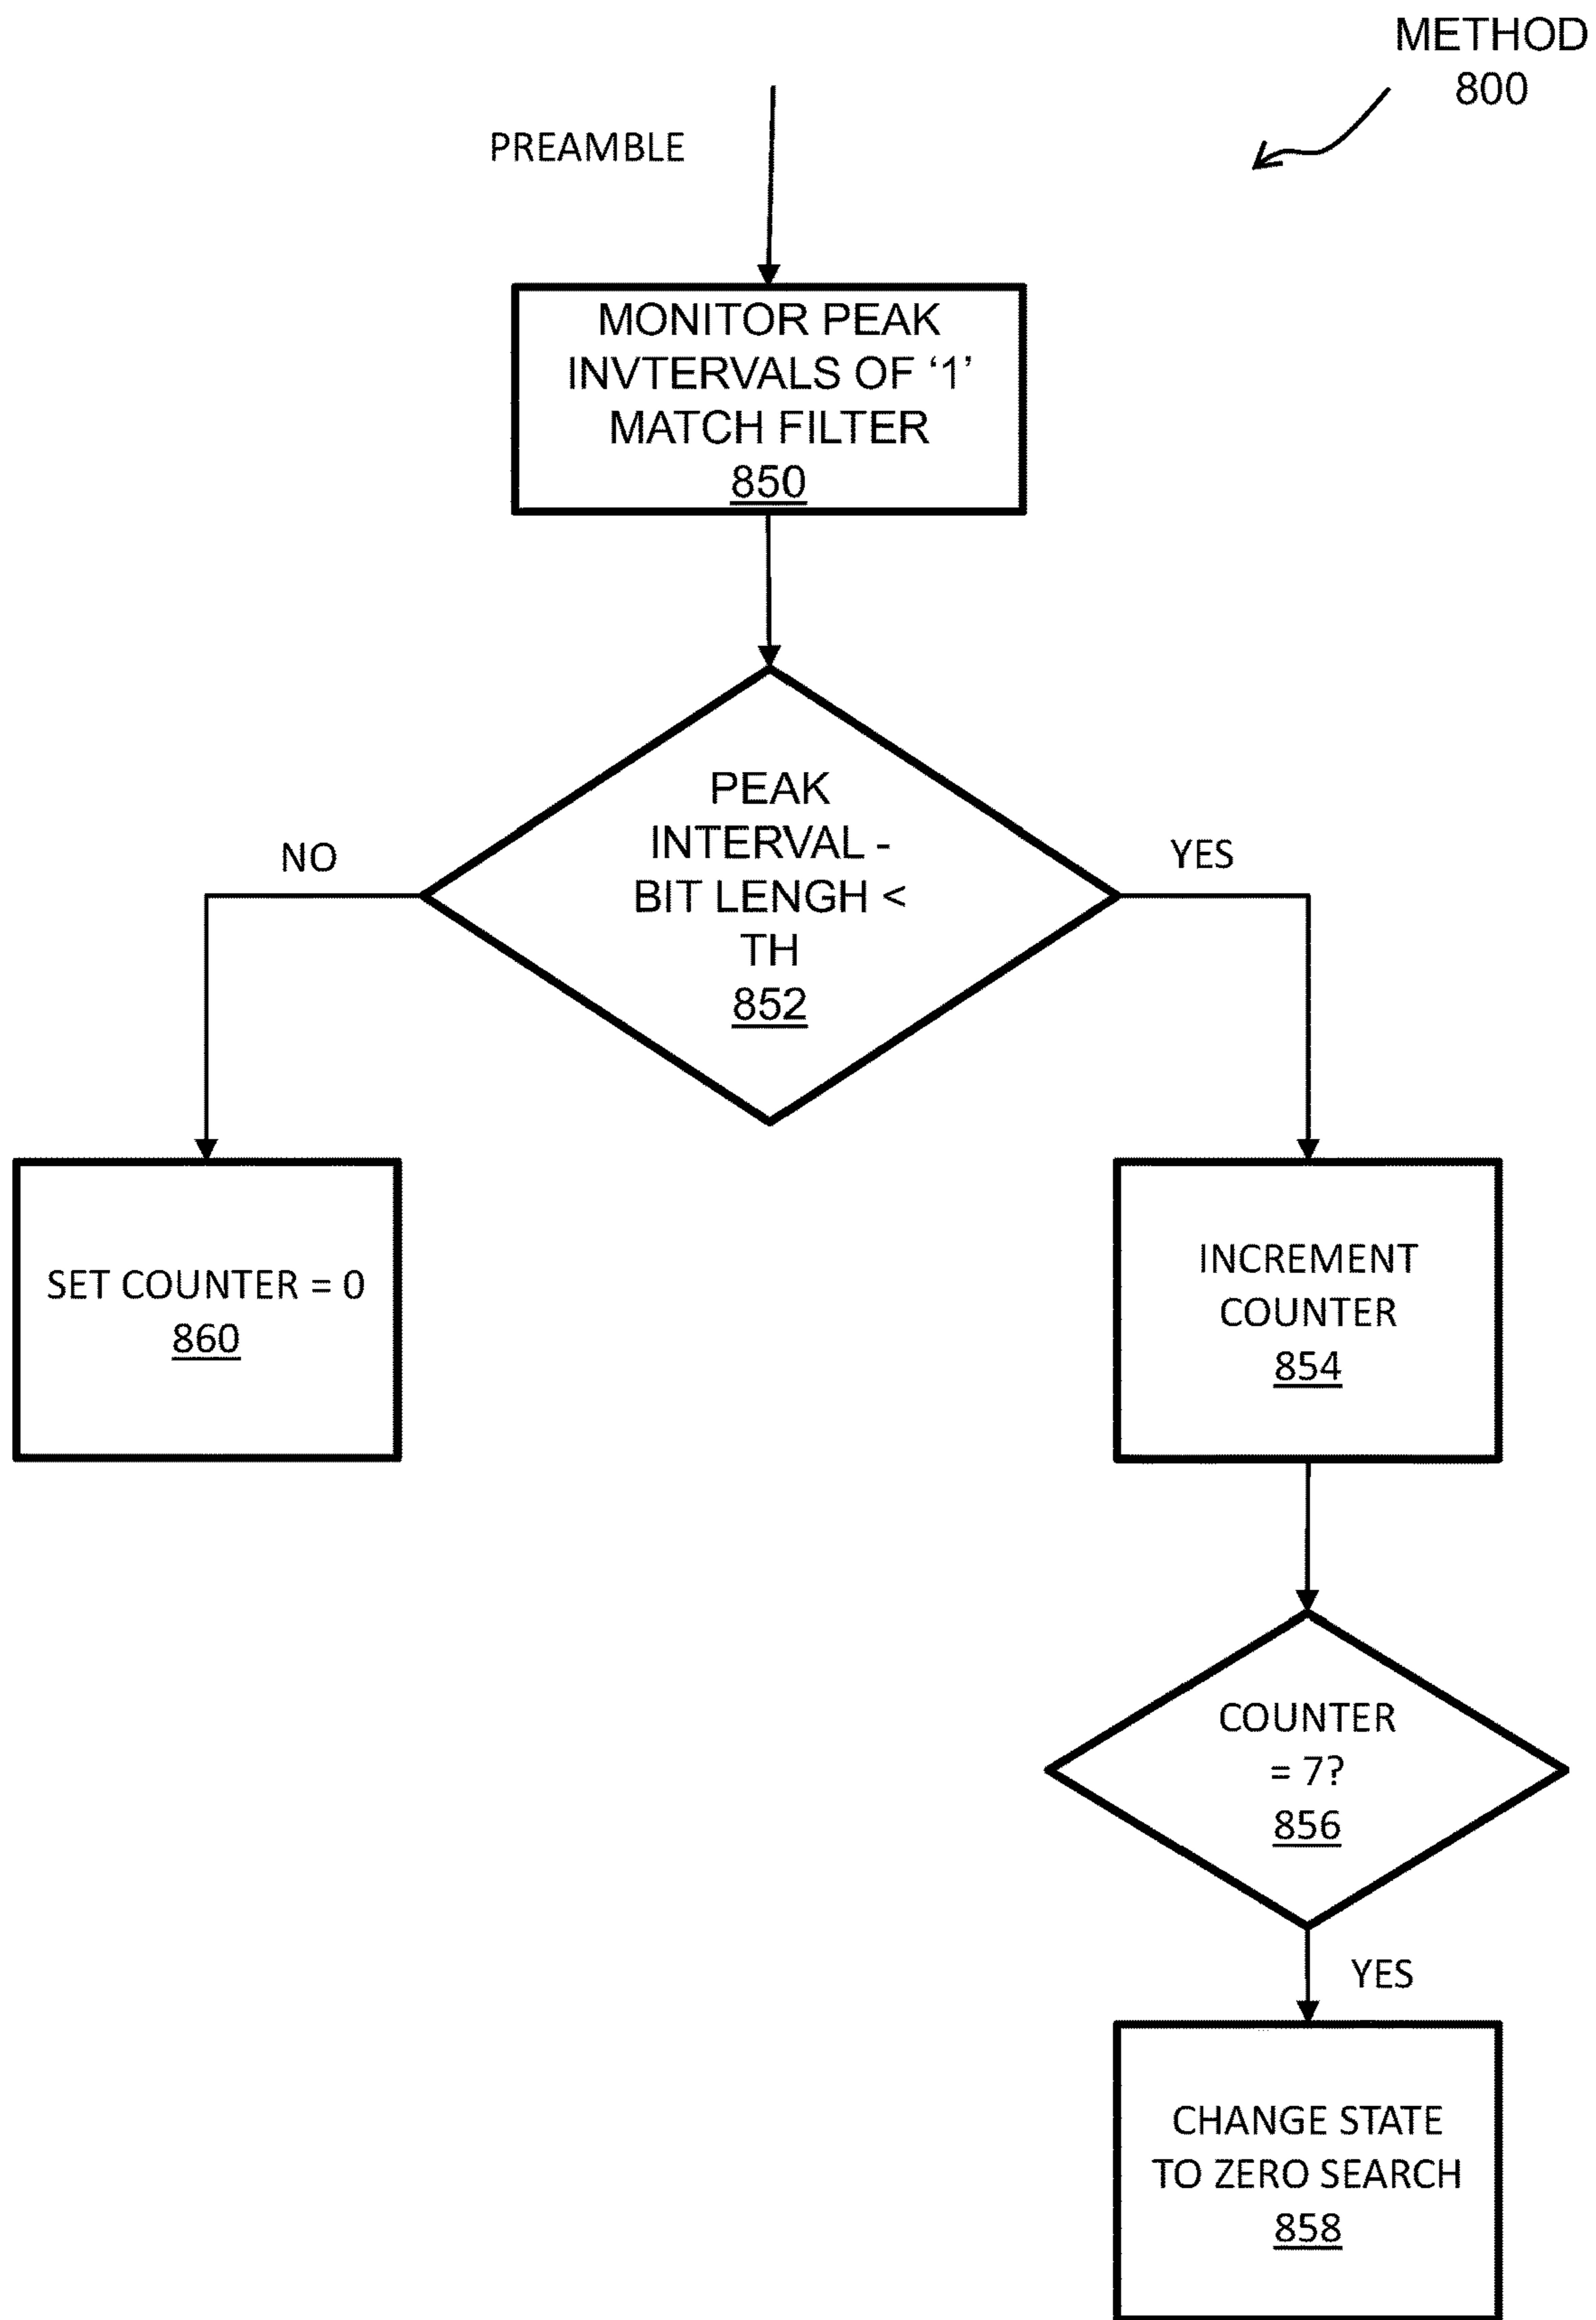 METHOD
800
PREAMBLE
MONITOR PEAK
INVTERVALS OF ‘1’
MATCH FILTER
850
PEAK
INTERVAL -
BIT LENGH <
TH
852
NO
YES
SET COUNTER = 0
860
INCREMENT
COUNTER
854
COUNTER
= 7?
856
YES
CHANGE STATE
TO ZERO SEARCH
858